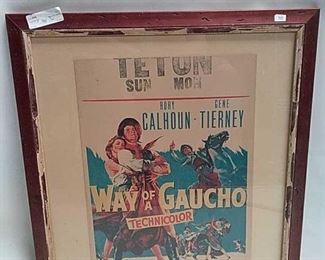 TETON
SUN MON
RORY GENE
CALHOUN - TIERNEY
WAY OF
A GAUCHO
TECHNICOLOR